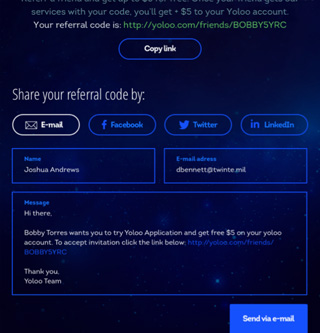 Refer a friend and get up to $5 for free. Once your friend gets our
services with your code, you'll get + $5 to your Yoloo account.
Your referral code is: http://yoloo.com/friends/BOBBY5YRC
Copy link
Share your referral code by:
E-mail
Facebook
Twitter
LinkedIn
Name
Joshua Andrews
E-mail adress
dbennett@twinte.mil
Message
Hi there,
Bobby Torres wants you to try Yoloo Application and get free $5 on your yoloo
account. To accept invitation click the link below: http://yoloo.com/friends/
BOBBY5YRC
Thank you,
Yoloo Team
Send via e-mail